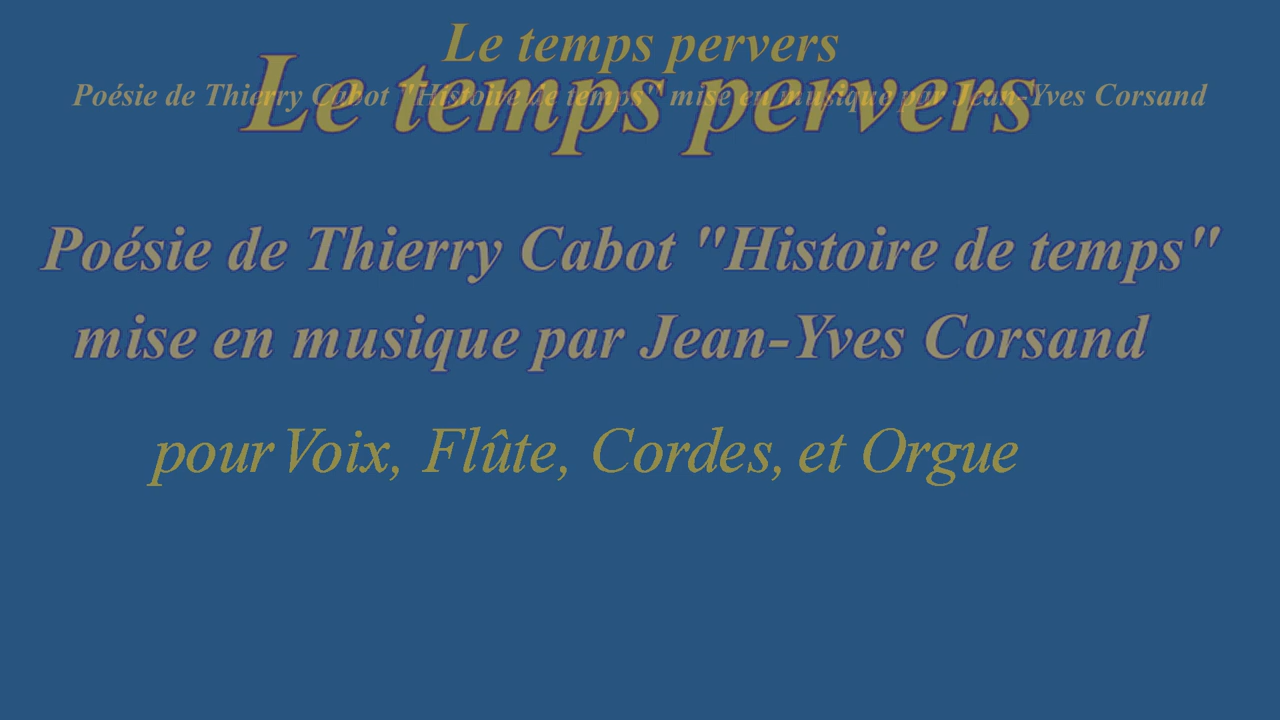 Le temps pervers
Le temps pervers
Poésie de Thierry Cabot "Histoire de temps" mise en musique par Jean-Yves Corsand
Poésie de Thierry Cabot "Histoire de temps"
mise en musique par Jean-Yves Corsand
pour Voix, Flûte, Cordes, et Orgue